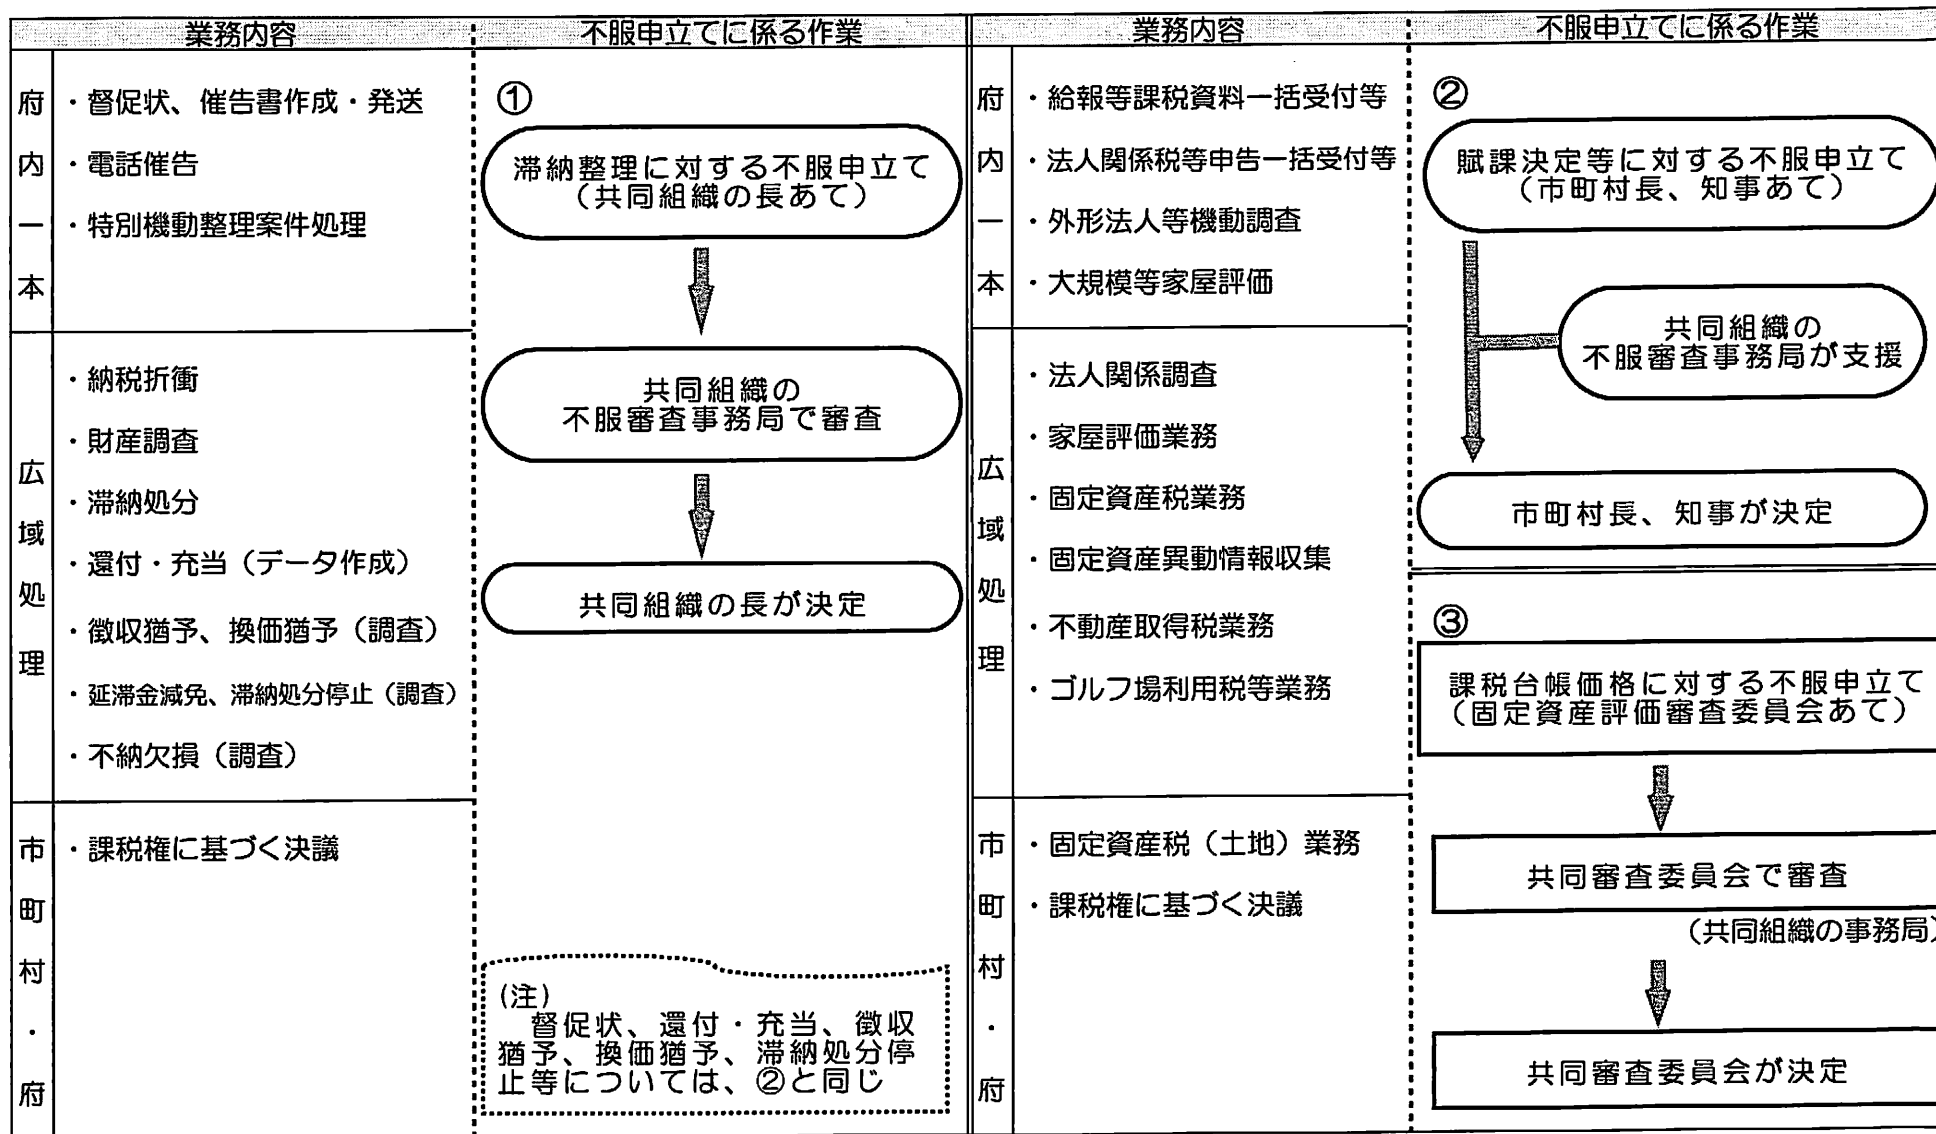 業務内容
不服申立てに係る作業
府内一本
・督促状、催告書作成・発送
・電話催告
・特別機動整理案件処理
広域処理
・納税折衝
・財産調査
・滞納処分
・還付・充当（データ作成）
・徴収猶予、換価猶予（調査）
・延滞金減免、滞納処分停止（調査）
・不納欠損（調査）
市町村・府
・課税権に基づく決議
①
滞納整理に対する不服申立て
（共同組織の長あて）
共同組織の
不服審査事務局で審査
共同組織の長が決定
(注)
督促状、還付・充当、徴収
猶予、換価猶予、滞納処分停
止等については、②と同じ
業務内容
不服申立てに係る作業
府内一本
・給報等課税資料一括受付等
・法人関係税等申告一括受付等
・外形法人等機動調査
・大規模等家屋評価
広域処理
・法人関係調査
・家屋評価業務
・固定資産税業務
・固定資産異動情報収集
・不動産取得税業務
・ゴルフ場利用税等業務
市町村・府
・固定資産税（土地）業務
・課税権に基づく決議
②
賦課決定等に対する不服申立て
（市町村長、知事あて）
共同組織の
不服審査事務局が支援
市町村長、知事が決定
③
課税台帳価格に対する不服申立て
（固定資産評価審査委員会あて）
共同審査委員会で審査
（共同組織の事務局）
共同審査委員会が決定